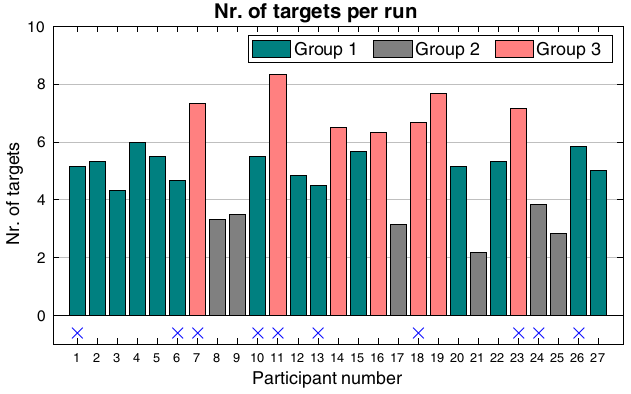 Nr. of targets per run
Group 1 Group 2 Group 3
Nr. of targets
10
8
6
4
2
0
1 2 3 4 5 6 7 8 9 10 11 12 13 14 15 16 17 18 19 20 21 22 23 24 25 26 27
Participant number